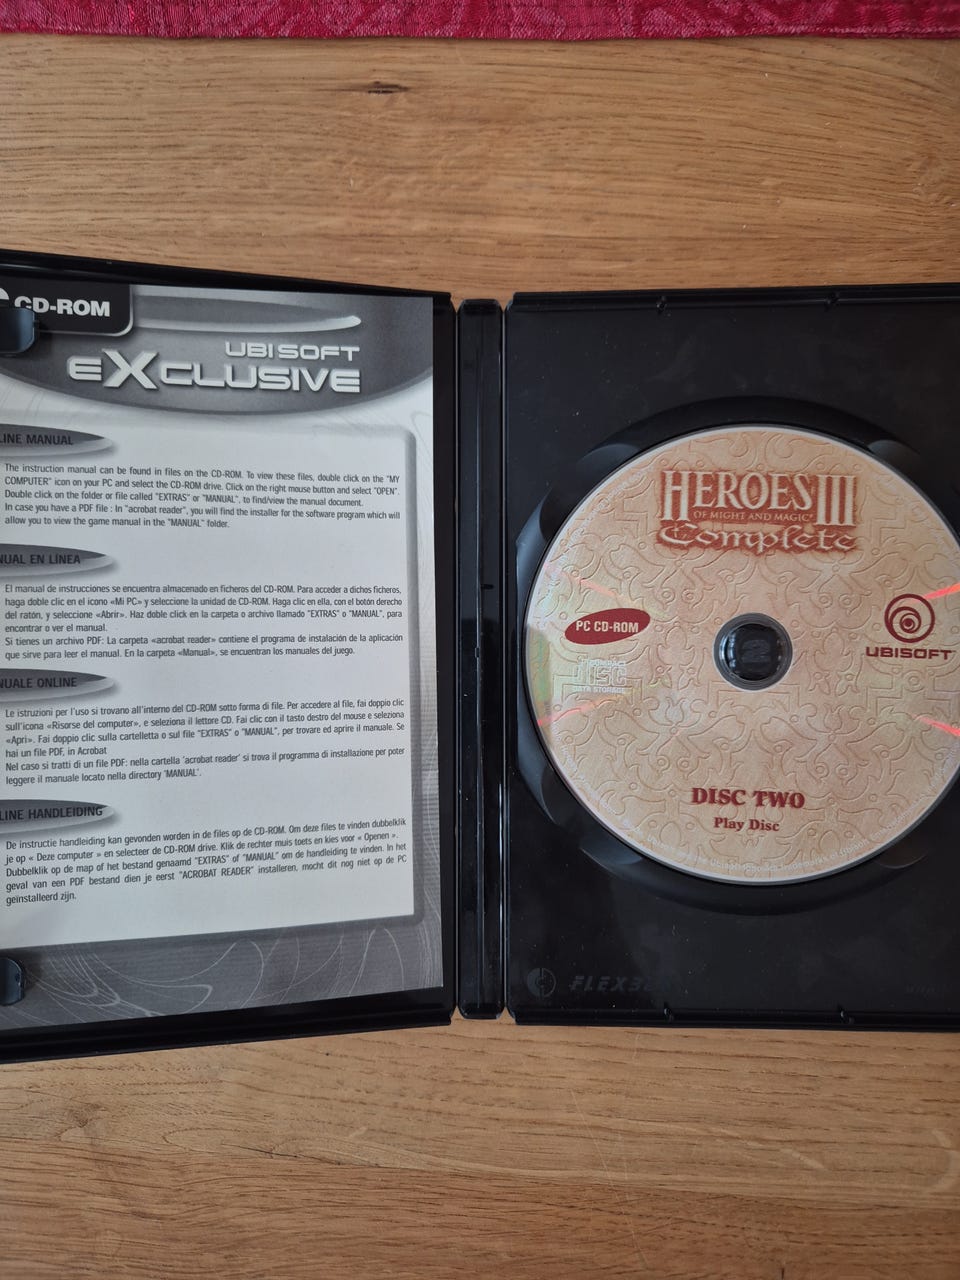 CD-ROM
UBI SOFT
eXCLUSIVE
LINE MANUAL
The instruction manual can be found in files on the CD-ROM. To view these files, double click on the "MY
COMPUTER" icon on your PC and select the CD-ROM drive. Click on the right mouse button and select "OPEN".
Double click on the folder or file called "EXTRAS" or "MANUAL", to find/view the manual document.
In case you have a PDF file : In "acrobat reader", you will find the installer for the software program which will
allow you to view the game manual in the "MANUAL" folder.
NUAL EN LÍNEA
El manual de instrucciones se encuentra almacenado en ficheros del CD-ROM. Para acceder a dichos ficheros,
haga doble clic en el icono «Mi PC» y seleccione la unidad de CD-ROM. Haga clic en ella, con el botón derecho
del ratón, y seleccione «Abrir». Haz doble click en la carpeta o archivo llamado "EXTRAS" o "MANUAL", para
encontrar o ver el manual.
Si tienes un archivo PDF: La carpeta «acrobat reader» contiene el programa de instalación de la aplicación
que sirve para leer el manual. En la carpeta «Manual», se encuentran los manuales del juego.
NUALE ONLINE
Le istruzioni per l'uso si trovano all'interno del CD-ROM sotto forma di file. Per accedere al file, fai doppio clic
sull'icona «Risorse del computer», e seleziona il lettore CD. Fai clic con il tasto destro del mouse e seleziona
«Apri». Fai doppio clic sulla cartelletta o sul file "EXTRAS" o "MANUAL", per trovare ed aprire il manuale. Se
hai un file PDF, in Acrobat
Nel caso si tratti di un file PDF: nella cartella 'acrobat reader' si trova il programma di installazione per poter
leggere il manuale locato nella directory 'MANUAL'.
LINE HANDLEIDING
De instructie handleiding kan gevonden worden in de files op de CD-ROM. Om deze files te vinden dubbelklik
je op « Deze computer » en selecteer de CD-ROM drive. Klik de rechter muis toets en kies voor « Openen ».
Dubbelklik op de map of het bestand genaamd "EXTRAS" of "MANUAL" om de handleiding te vinden. In het
geval van een PDF bestand dien je eerst "ACROBAT READER" installeren, mocht dit nog niet op de PC
geïnstalleerd zijn.
HEROES III
OF MIGHT AND MAGIC®
Complete
PC CD-ROM
COMPACT
disc
DATA STORAGE
2
UBISOFT
DISC TWO
Play Disc
FLEXBOX